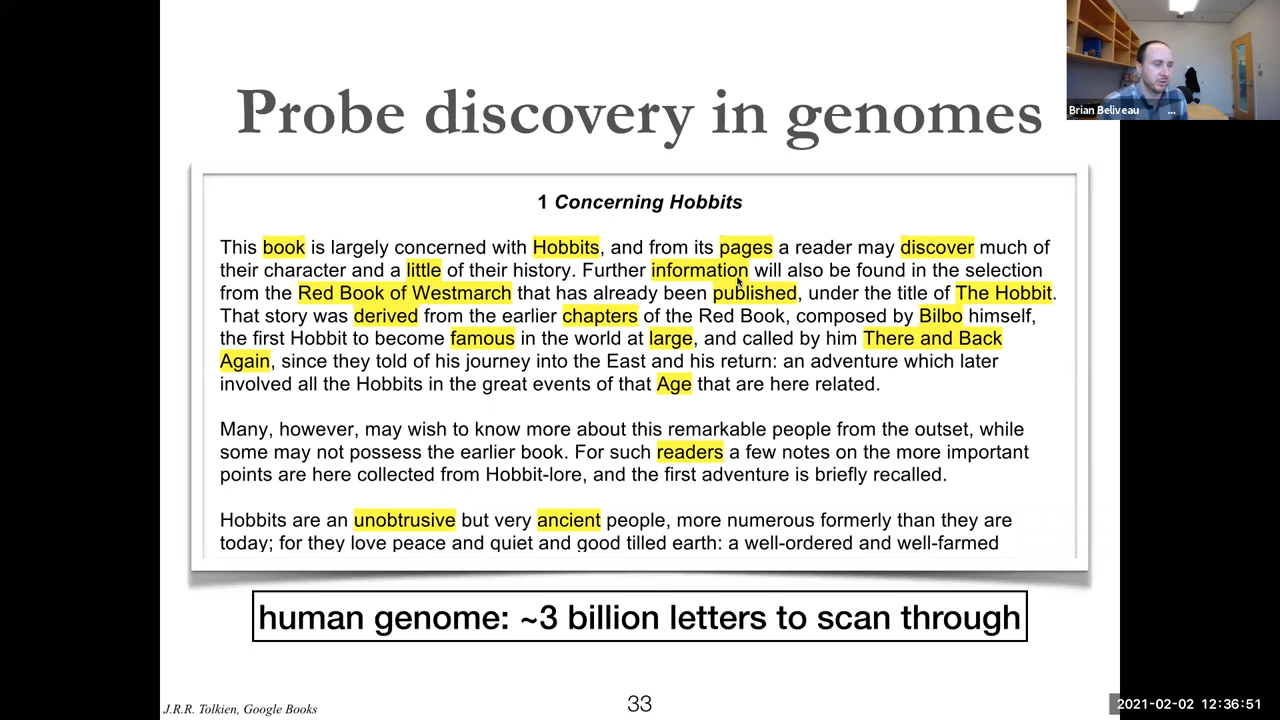 Brian Beliveau
...
Probe discovery in genomes
1 Concerning Hobbits
This book is largely concerned with Hobbits, and from its pages a reader may discover much of
their character and a little of their history. Further information will also be found in the selection
from the Red Book of Westmarch that has already been published, under the title of The Hobbit.
That story was derived from the earlier chapters of the Red Book, composed by Bilbo himself,
the first Hobbit to become famous in the world at large, and called by him There and Back
Again, since they told of his journey into the East and his return: an adventure which later
involved all the Hobbits in the great events of that Age that are here related.
Many, however, may wish to know more about this remarkable people from the outset, while
some may not possess the earlier book. For such readers a few notes on the more important
points are here collected from Hobbit-lore, and the first adventure is briefly recalled.
Hobbits are an unobtrusive but very ancient people, more numerous formerly than they are
today; for they love peace and quiet and good tilled earth: a well-ordered and well-farmed
human genome: ~3 billion letters to scan through
J.R.R. Tolkien, Google Books
33
2021-02-02 12:36:51